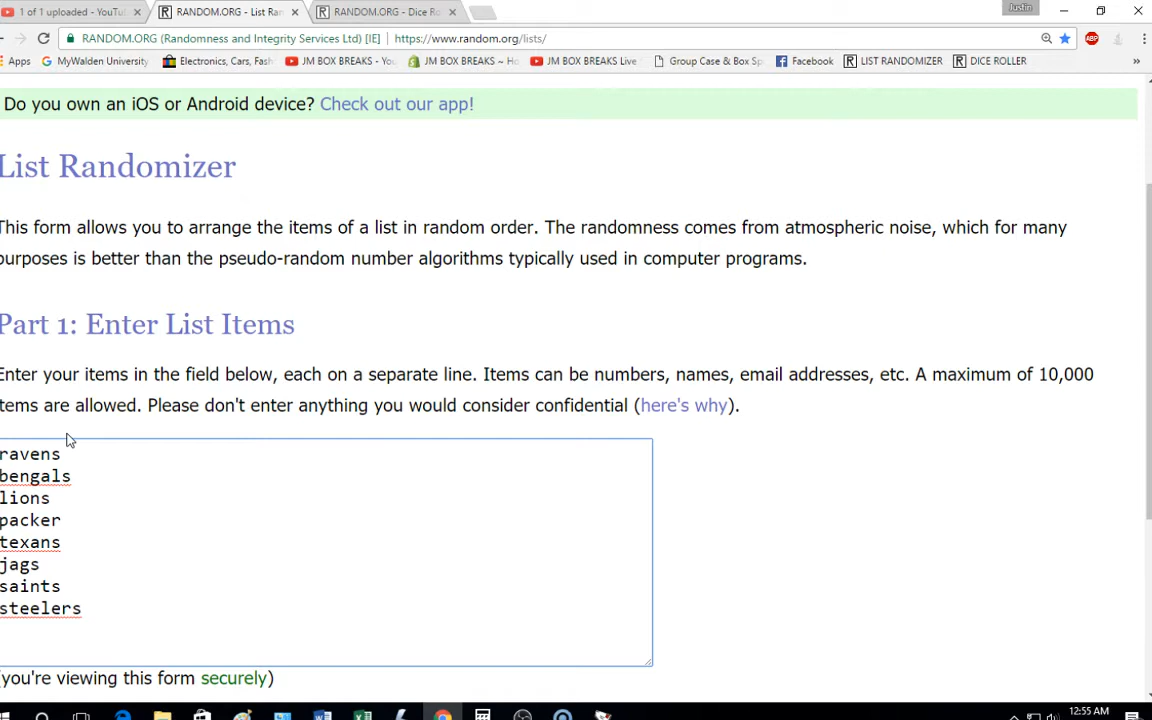 1 of 1 uploaded - YouTu
RANDOM.ORG - List Ran
RANDOM.ORG - Dice Ro
Justin
RANDOM.ORG (Randomness and Integrity Services Ltd) [IE] https://www.random.org/lists/
ABP
Apps
MyWalden University
Electronics, Cars, Fash
JM BOX BREAKS - Yo
JM BOX BREAKS ~ Ho
JM BOX BREAKS Live
Group Case & Box Sp
Facebook
LIST RANDOMIZER
DICE ROLLER
»
Do you own an iOS or Android device? Check out our app!
List Randomizer
This form allows you to arrange the items of a list in random order. The randomness comes from atmospheric noise, which for many
purposes is better than the pseudo-random number algorithms typically used in computer programs.
Part 1: Enter List Items
Enter your items in the field below, each on a separate line. Items can be numbers, names, email addresses, etc. A maximum of 10,000
items are allowed. Please don't enter anything you would consider confidential (here's why).
ravens
bengals
lions
packer
texans
jags
saints
steelers
(you're viewing this form securely)
12:55 AM